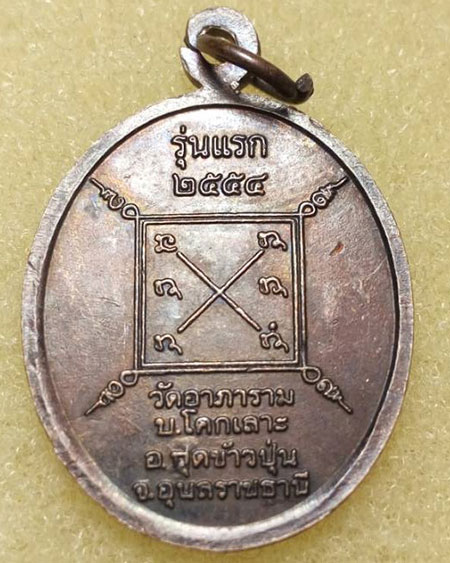 รุ่นแรก
๒๕๕๔
วัดอาภาราม
บ.โคกเลาะ
อ.กุดข้าวปุ้น
จ.อุบลราชธานี